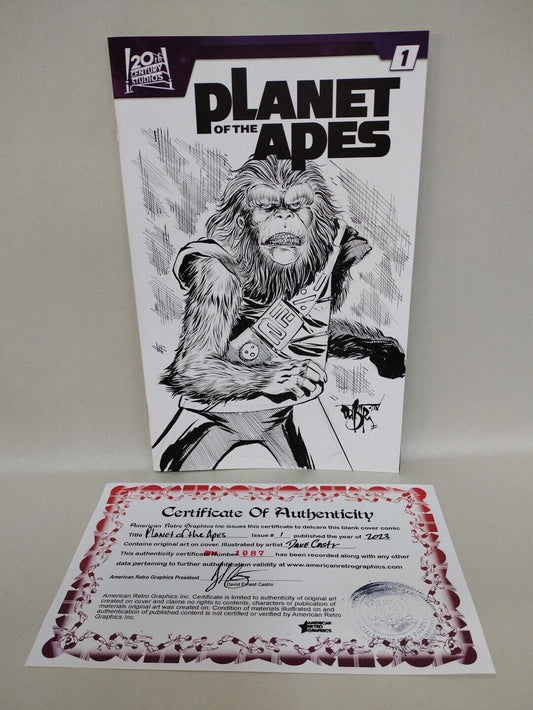 20th
CENTURY
STUDIOS
1
PLANET
OF THE
APES
Certificate Of Authenticity
American Retro Graphics Inc issues this certificate to delcare this blank cover comic
Title Planet of the Apes Issue # 1 published the year of 2023
Contains original art on cover. Illustrated by artist Dave Castr
This authenticity certificate Number 1087 has been recorded along with any other
data pertaining to further authentication validity at www.americanretrographics.com
American Retro Graphics President
David Ernest Castro
American Retro Graphics Inc. Certificate is limited to authenticity of original art
created on cover and claims no rights to contents, characters or publication of
materials original art was created on. Condition of materials illustrated on and
authentication of published content is not certified or verified by American Retro
Graphics Inc.
AMERICAN
RETRO
GRAPHICS